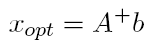 x_{opt} = A^+ b